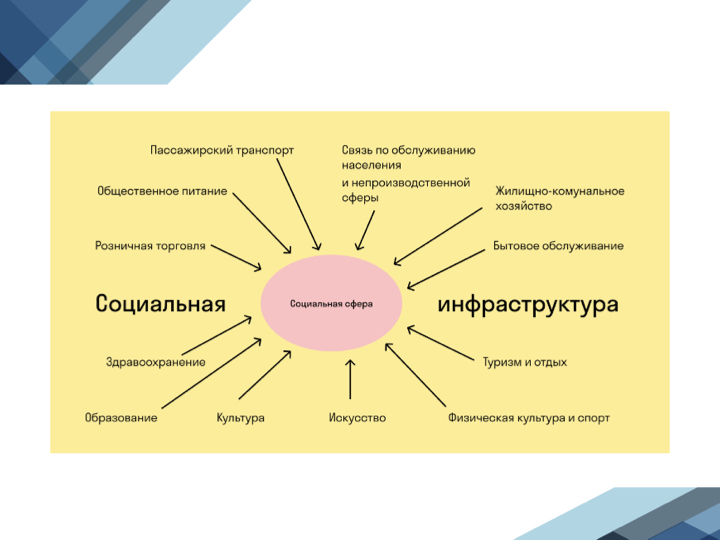 Пассажирский транспорт
Связь по обслуживанию
населения
и непроизводственной
сферы
Общественное питание
Жилищно-комунальное
хозяйство
Розничная торговля
Бытовое обслуживание
Социальная
Социальная сфера
инфраструктура
Здравоохранение
Туризм и отдых
Образование
Культура
Искусство
Физическая культура и спорт